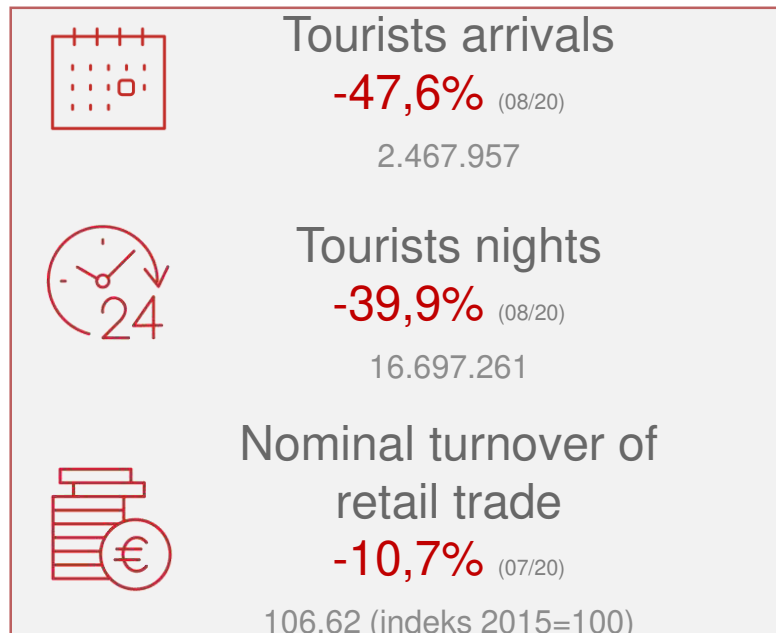 Tourists arrivals
-47,6% (08/20)
2.467.957
24
Tourists nights
-39,9% (08/20)
16.697.261
Nominal turnover of
retail trade
€
-10,7% (07/20)
106.62 (indeks 2015=100)